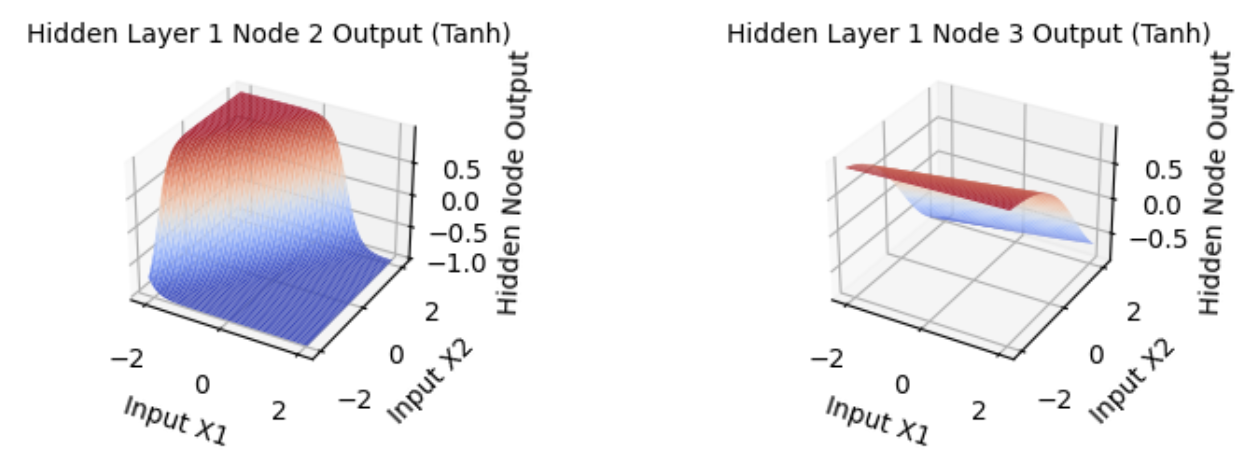 Hidden Layer 1 Node 2 Output (Tanh)
Hidden Node Output
0.5
0.0
−0.5
−1.0
−2
0
2
Input X1
−2
0
2
Input X2
Hidden Layer 1 Node 3 Output (Tanh)
Hidden Node Output
0.5
0.0
−0.5
−2
0
2
Input X1
−2
0
2
Input X2